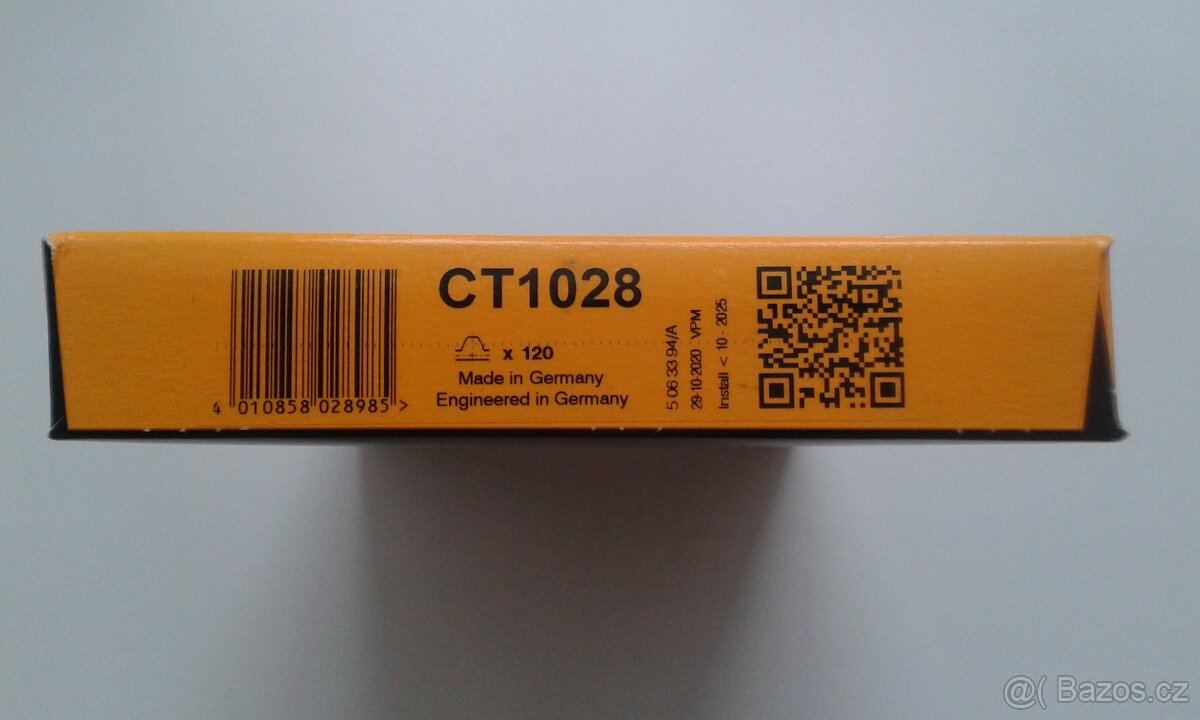 CT1028
x 120
Made in Germany
Engineered in Germany
4 010858 028985 >
5 06 33 94/A
29-10-2020 VPM
Install < 10 - 2025
@( Bazos.cz